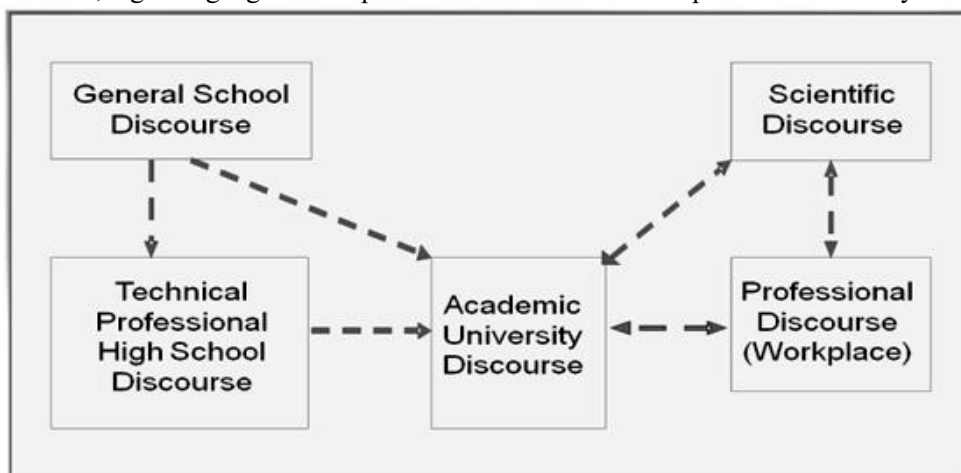 General School
Discourse
Scientific
Discourse
Technical
Professional
High School
Discourse
Academic
University
Discourse
Professional
Discourse
(Workplace)